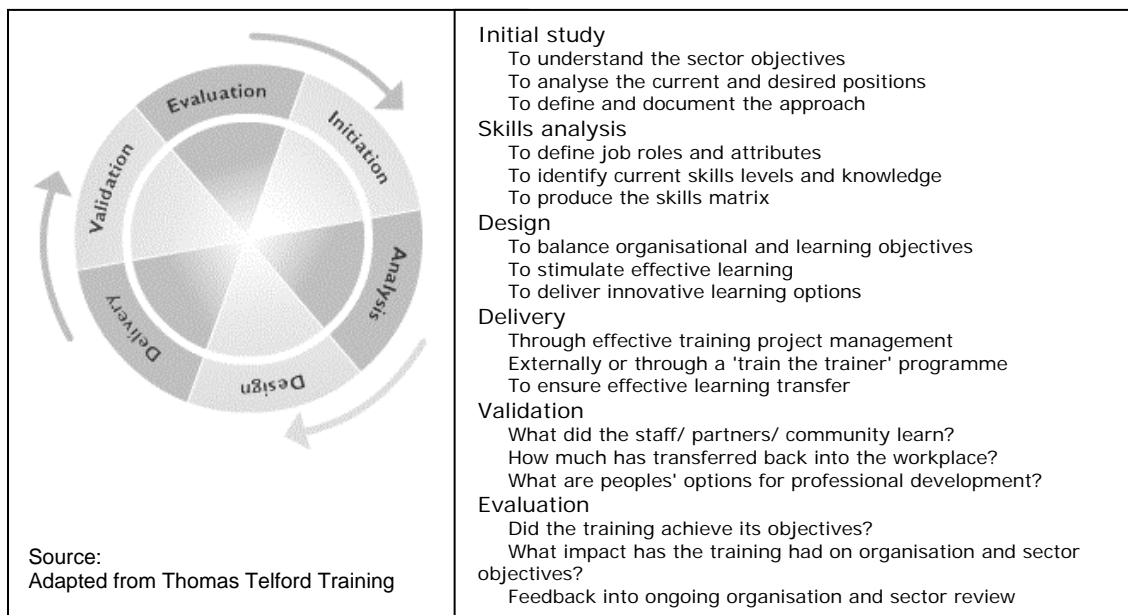 Evaluation
Initiation
Analysis
Design
Delivery
Validation
Source:
Adapted from Thomas Telford Training
Initial study
To understand the sector objectives
To analyse the current and desired positions
To define and document the approach
Skills analysis
To define job roles and attributes
To identify current skills levels and knowledge
To produce the skills matrix
Design
To balance organisational and learning objectives
To stimulate effective learning
To deliver innovative learning options
Delivery
Through effective training project management
Externally or through a 'train the trainer' programme
To ensure effective learning transfer
Validation
What did the staff/ partners/ community learn?
How much has transferred back into the workplace?
What are peoples' options for professional development?
Evaluation
Did the training achieve its objectives?
What impact has the training had on organisation and sector
objectives?
Feedback into ongoing organisation and sector review